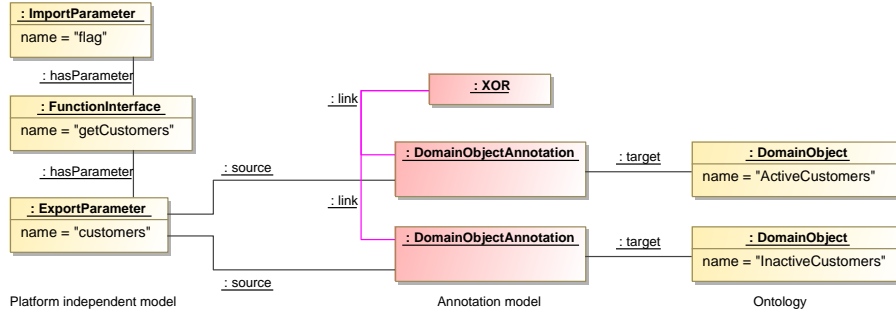 : ImportParameter
name = "flag"
: hasParameter
: FunctionInterface
name = "getCustomers"
: hasParameter
: ExportParameter
name = "customers"
: source
: source
: link
: link
: XOR
: DomainObjectAnnotation
: DomainObjectAnnotation
: target
: target
: DomainObject
name = "ActiveCustomers"
: DomainObject
name = "InactiveCustomers"
Platform independent model
Annotation model
Ontology